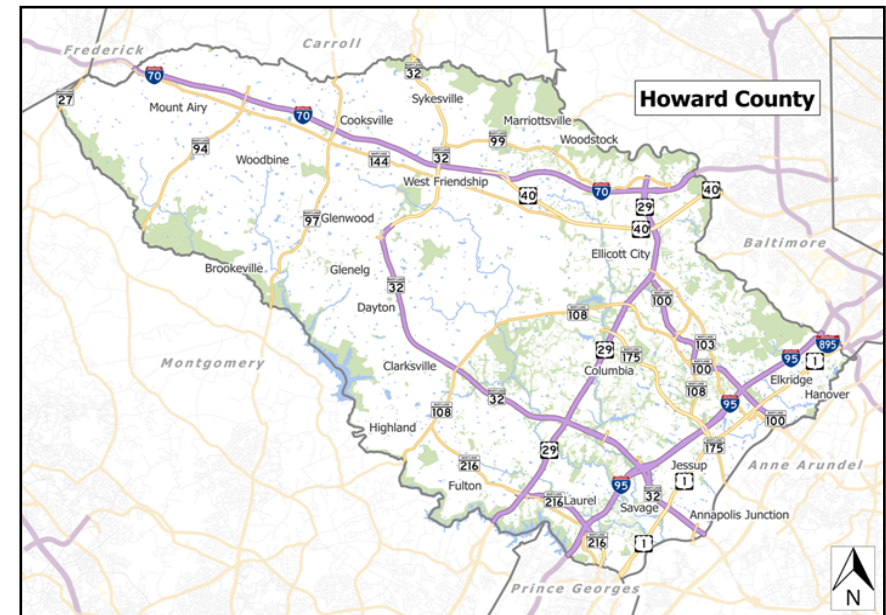 Frederick
Carroll
70
32
27
Mount Airy
Sykesville
Howard County
70
Cooksville
Marriottsville
94
99
Woodstock
Woodbine
144
32
West Friendship
40
70
40
29
97
Glenwood
40
Ellicott City
Baltimore
Brookeville
Glenelg
32
100
Dayton
108
103
895
Montgomery
29
175
95
1
Clarksville
Columbia
100
Elkridge
32
108
Hanover
108
95
100
Highland
29
175
216
Jessup
Anne Arundel
Fulton
95
1
216
Laurel
32
Savage
Annapolis Junction
216
1
Prince Georges
N